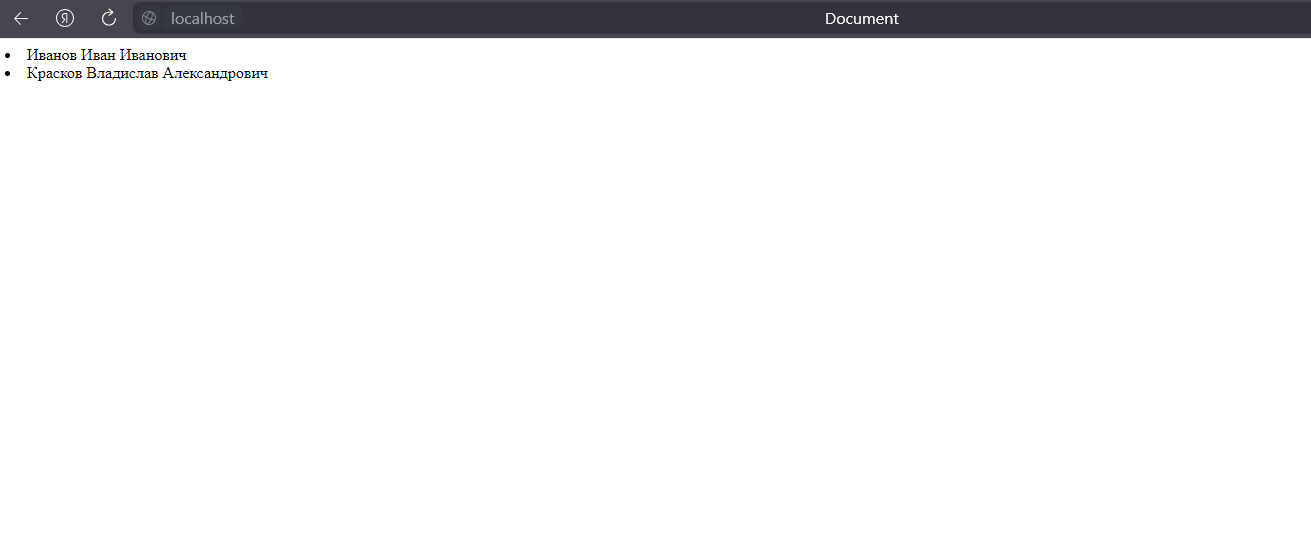 Я localhost Document
Иванов Иван Иванович
Красков Владислав Александрович